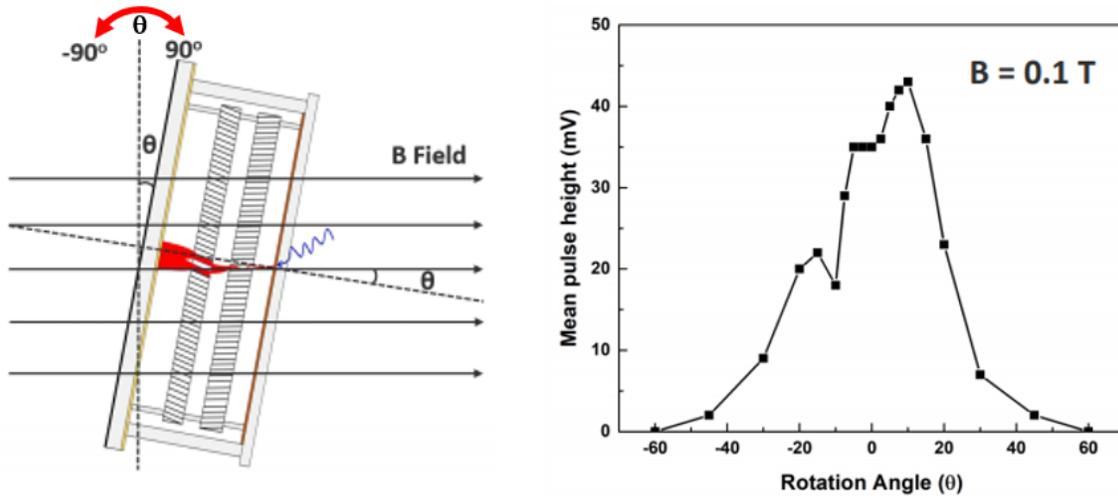 θ
-90° 90°
θ
B Field
θ
B = 0.1 T
Mean pulse height (mV)
50
40
30
20
10
0
-60 -40 -20 0 20 40 60
Rotation Angle (θ)